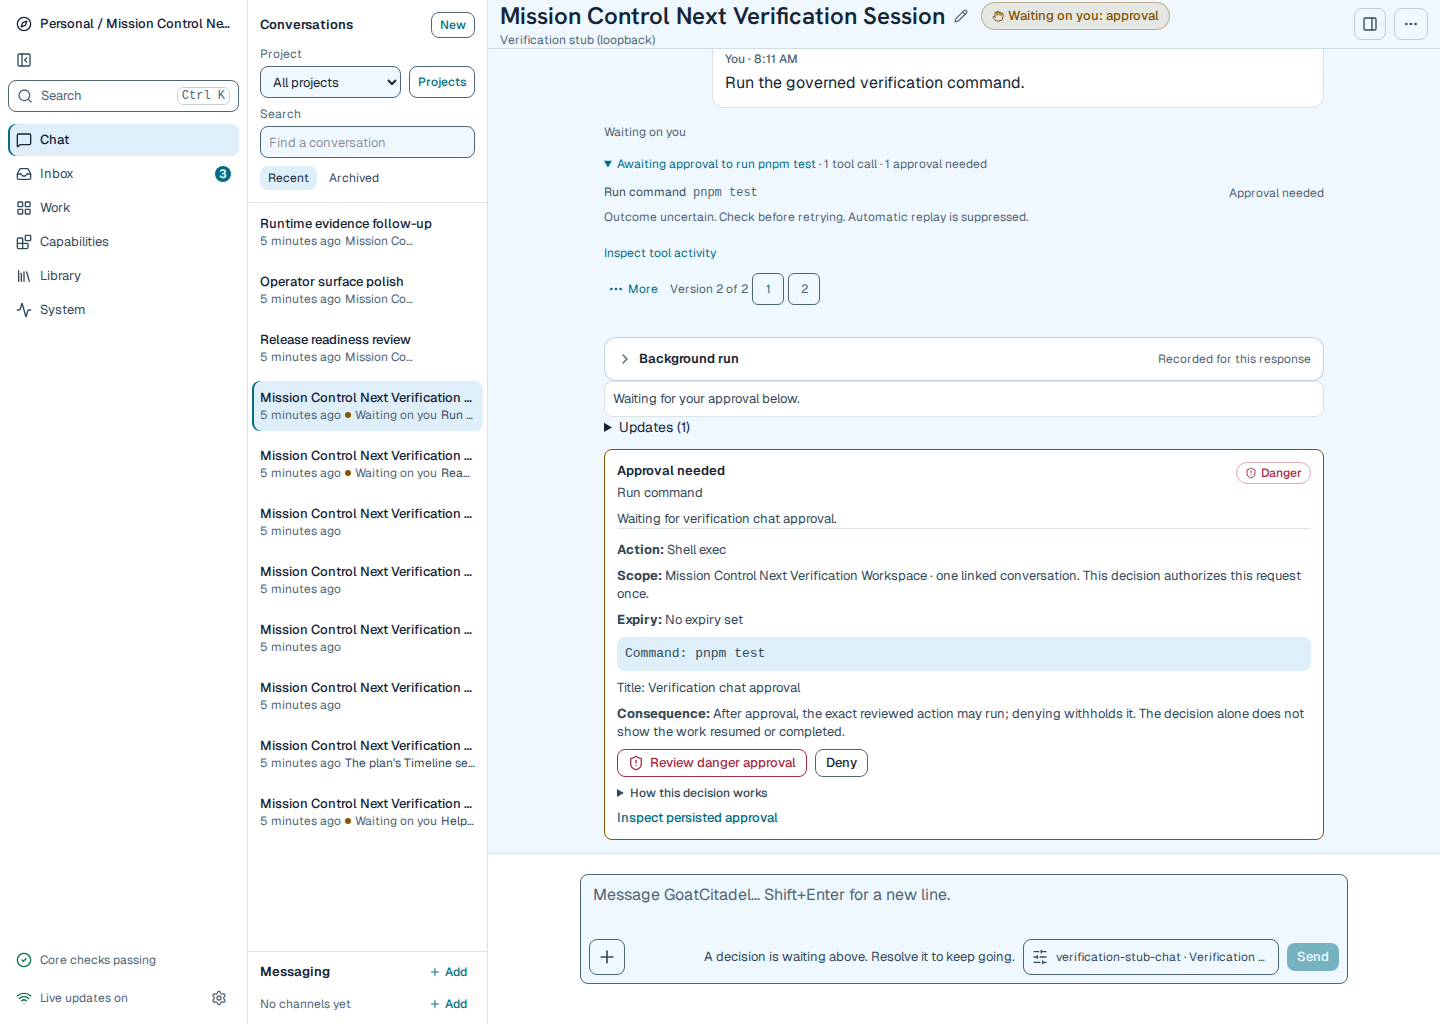 Personal / Mission Control Ne...
Search
Ctrl K
Chat
Inbox
3
Work
Capabilities
Library
System
Core checks passing
Live updates on
Conversations
New
Project
All projects
Projects
Search
Find a conversation
Recent
Archived
Runtime evidence follow-up
5 minutes ago Mission Co...
Operator surface polish
5 minutes ago Mission Co...
Release readiness review
5 minutes ago Mission Co...
Mission Control Next Verification ...
5 minutes ago Waiting on you Run ...
Mission Control Next Verification ...
5 minutes ago Waiting on you Rea...
Mission Control Next Verification ...
5 minutes ago
Mission Control Next Verification ...
5 minutes ago
Mission Control Next Verification ...
5 minutes ago
Mission Control Next Verification ...
5 minutes ago
Mission Control Next Verification ...
5 minutes ago The plan's Timeline se...
Mission Control Next Verification ...
5 minutes ago Waiting on you Help...
Messaging
+ Add
No channels yet
+ Add
Mission Control Next Verification Session
Waiting on you: approval
Verification stub (loopback)
You · 8:11 AM
Run the governed verification command.
Waiting on you
Awaiting approval to run pnpm test · 1 tool call · 1 approval needed
Run command pnpm test
Approval needed
Outcome uncertain. Check before retrying. Automatic replay is suppressed.
Inspect tool activity
More
Version 2 of 2
1
2
Background run
Recorded for this response
Waiting for your approval below.
Updates (1)
Approval needed
Danger
Run command
Waiting for verification chat approval.
Action: Shell exec
Scope: Mission Control Next Verification Workspace · one linked conversation. This decision authorizes this request
once.
Expiry: No expiry set
Command: pnpm test
Title: Verification chat approval
Consequence: After approval, the exact reviewed action may run; denying withholds it. The decision alone does not
show the work resumed or completed.
Review danger approval
Deny
How this decision works
Inspect persisted approval
Message GoatCitadel... Shift+Enter for a new line.
A decision is waiting above. Resolve it to keep going.
verification-stub-chat · Verification ...
Send